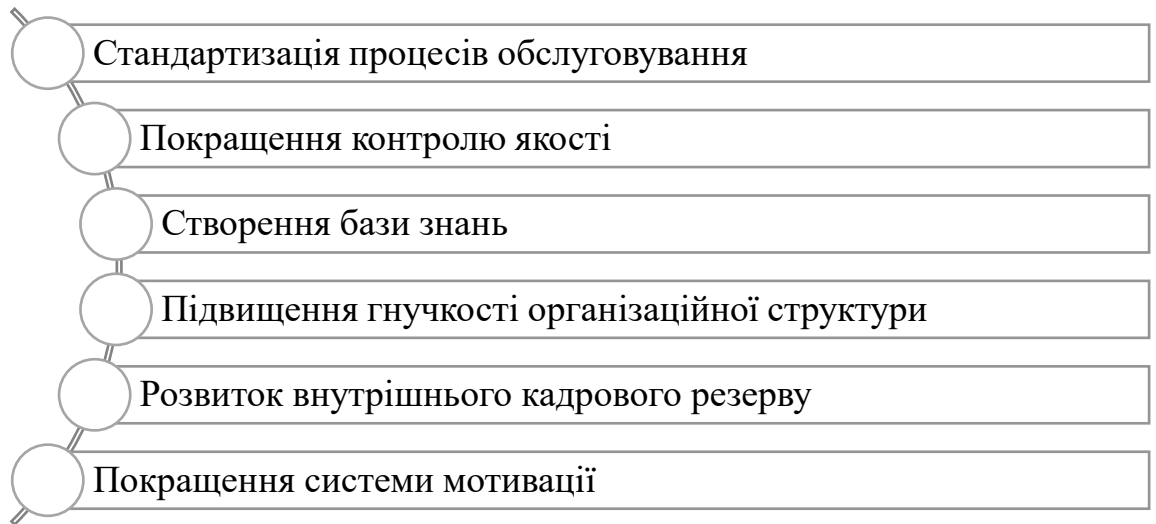 Стандартизація процесів обслуговування
Покращення контролю якості
Створення бази знань
Підвищення гнучкості організаційної структури
Розвиток внутрішнього кадрового резерву
Покращення системи мотивації